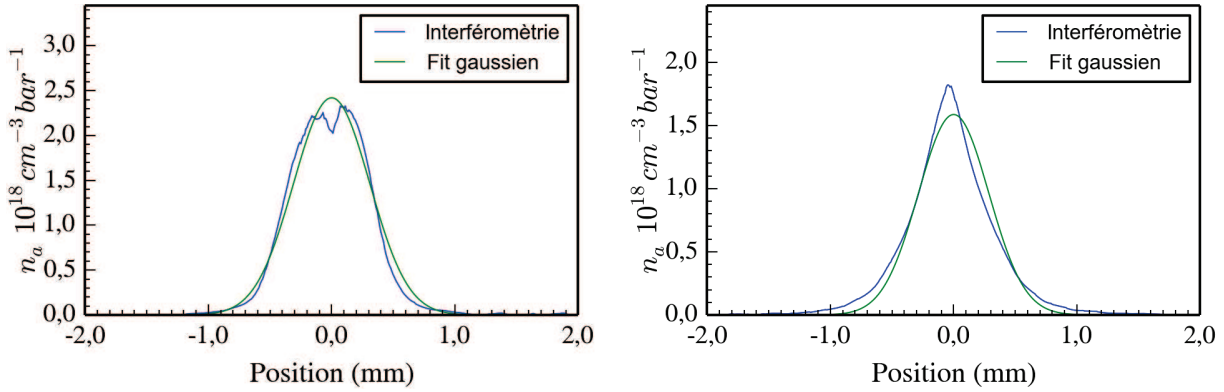 3,0
2,5
2,0
1,5
1,0
0,5
0,0
n_a 10^{18} cm^{-3} bar^{-1}
Interféromètrie
Fit gaussien
-2,0 -1,0 0,0 1,0 2,0
Position (mm)
2,0
1,5
1,0
0,5
0,0
n_a 10^{18} cm^{-3} bar^{-1}
Interféromètrie
Fit gaussien
-2,0 -1,0 0,0 1,0 2,0
Position (mm)